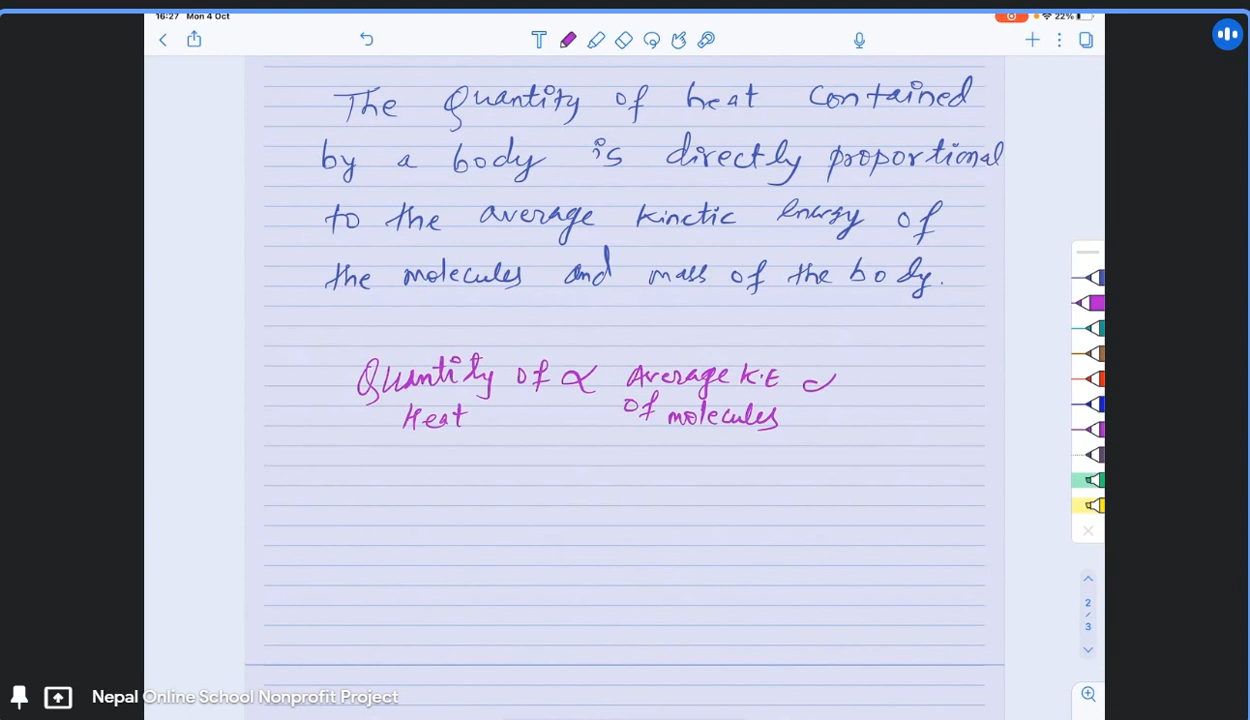 16:27 Mon 4 Oct
22%
The Quantity of heat contained
by a body is directly proportional
to the average kinetic energy of
the molecules and mass of the body.
Quantity of ∝ Average K.E
Heat of molecules
2
3
Nepal Online School Nonprofit Project